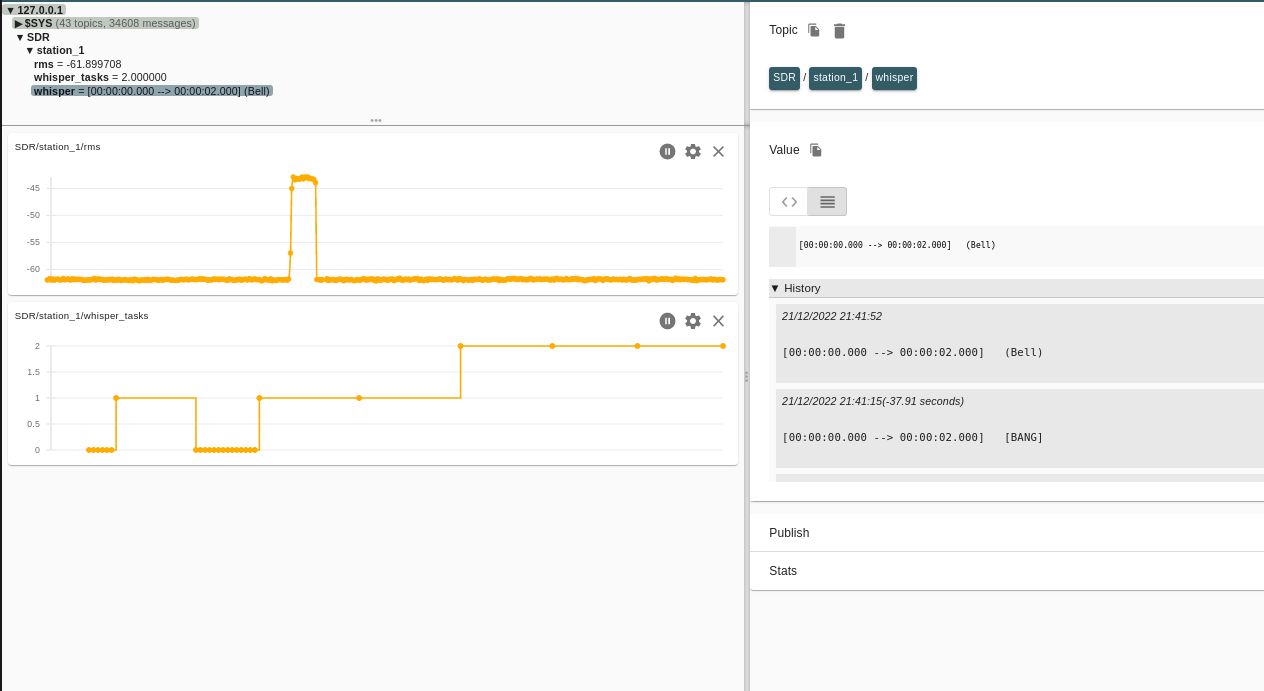 ▼ 127.0.0.1
▶ $SYS (43 topics, 34608 messages)
▼ SDR
▼ station_1
rms = -61.899708
whisper_tasks = 2.000000
whisper = [00:00:00.000 --> 00:00:02.000] (Bell)
SDR/station_1/rms
-45
-50
-55
-60
SDR/station_1/whisper_tasks
2
1.5
1
0.5
0
Topic
SDR / station_1 / whisper
Value
[00:00:00.000 --> 00:00:02.000] (Bell)
▼ History
21/12/2022 21:41:52
[00:00:00.000 --> 00:00:02.000] (Bell)
21/12/2022 21:41:15(-37.91 seconds)
[00:00:00.000 --> 00:00:02.000] [BANG]
Publish
Stats